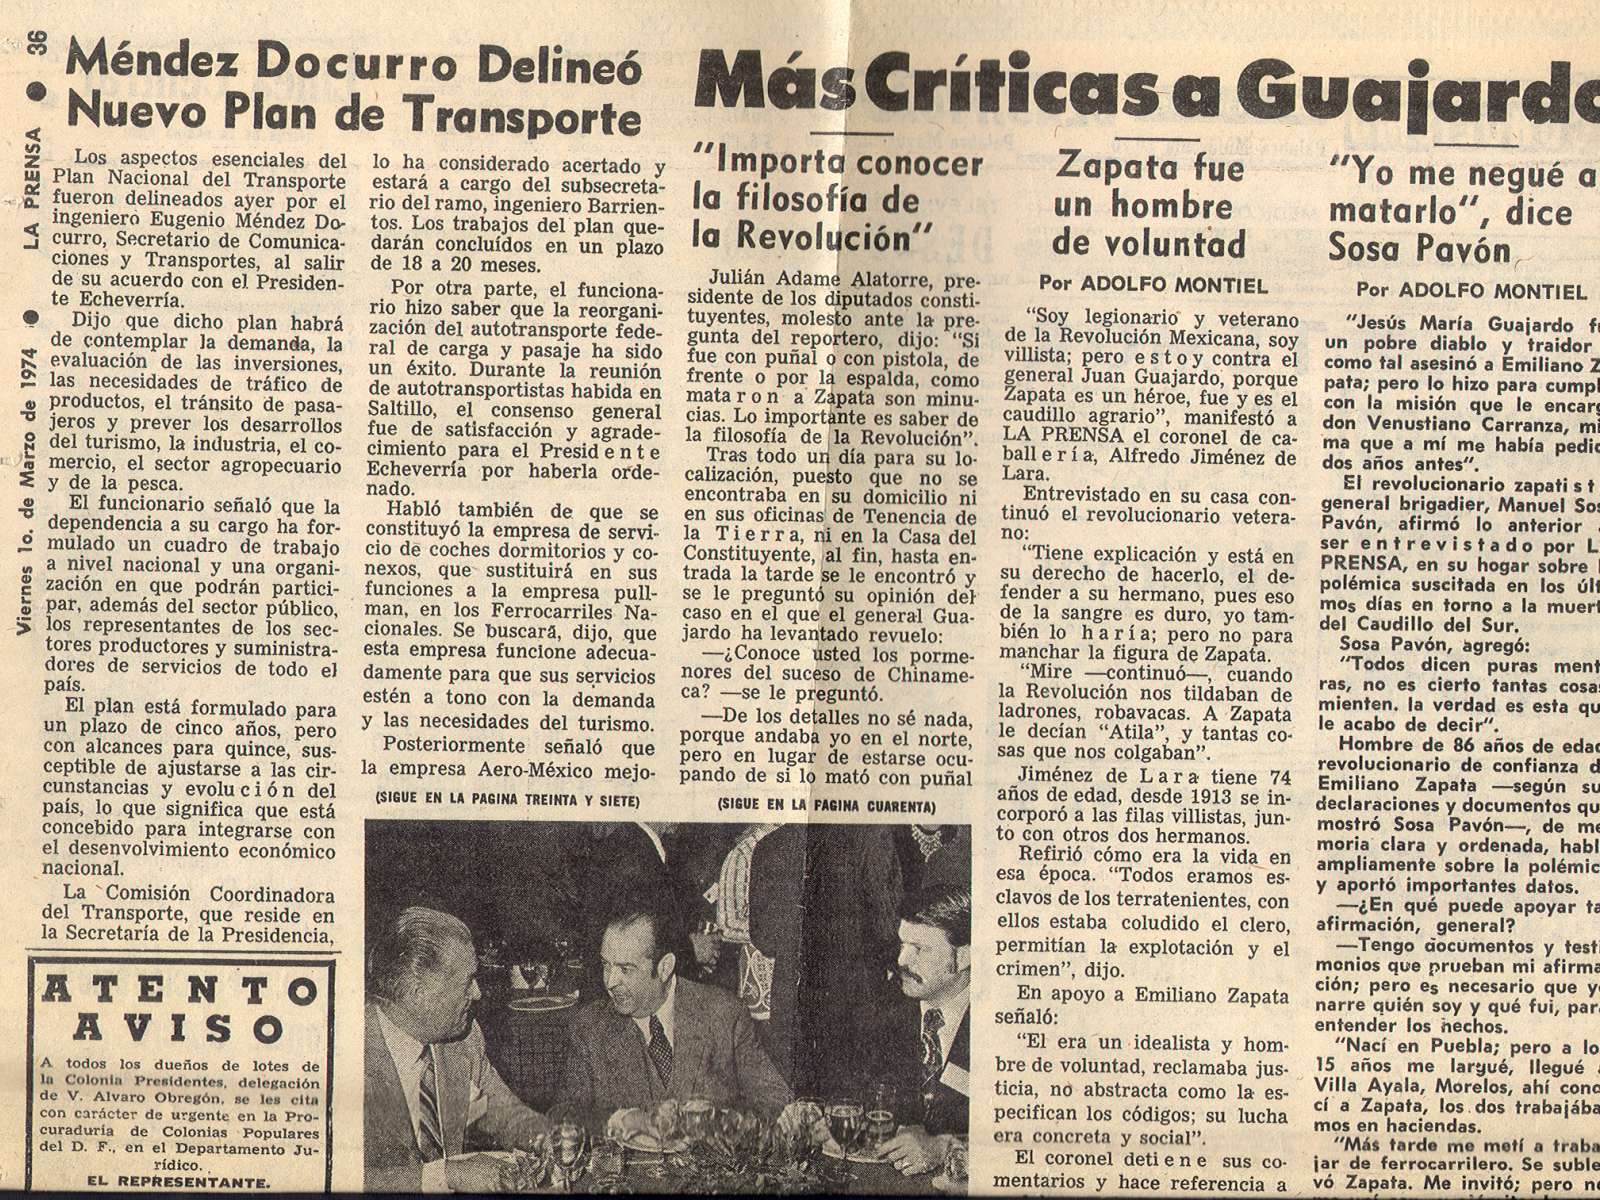 Viernes 1o. de Marzo de 1974 ● LA PRENSA ● 36
Méndez Docurro Delineó
Nuevo Plan de Transporte
Los aspectos esenciales del
Plan Nacional del Transporte
fueron delineados ayer por el
ingeniero Eugenio Méndez Do-
curro, Secretario de Comunica-
ciones y Transportes, al salir
de su acuerdo con el Presiden-
te Echeverría.
Dijo que dicho plan habrá
de contemplar la demanda, la
evaluación de las inversiones,
las necesidades de tráfico de
productos, el tránsito de pasa-
jeros y prever los desarrollos
del turismo, la industria, el co-
mercio, el sector agropecuario
y de la pesca.
El funcionario señaló que la
dependencia a su cargo ha for-
mulado un cuadro de trabajo
a nivel nacional y una organi-
zación en que podrán partici-
par, además del sector público,
los representantes de los sec-
tores productores y suministra-
dores de servicios de todo el
país.
El plan está formulado para
un plazo de cinco años, pero
con alcances para quince, sus-
ceptible de ajustarse a las cir-
cunstancias y evolución del
país, lo que significa que está
concebido para integrarse con
el desenvolvimiento económico
nacional.
La Comisión Coordinadora
del Transporte, que reside en
la Secretaría de la Presidencia,
lo ha considerado acertado y
estará a cargo del subsecreta-
rio del ramo, ingeniero Barrien-
tos. Los trabajos del plan que-
darán concluídos en un plazo
de 18 a 20 meses.
Por otra parte, el funciona-
rio hizo saber que la reorgani-
zación del autotransporte fede-
ral de carga y pasaje ha sido
un éxito. Durante la reunión
de autotransportistas habida en
Saltillo, el consenso general
fue de satisfacción y agrade-
cimiento para el Presidente
Echeverría por haberla orde-
nado.
Habló también de que se
constituyó la empresa de servi-
cio de coches dormitorios y co-
nexos, que sustituirá en sus
funciones a la empresa pull-
man, en los Ferrocarriles Na-
cionales. Se buscará, dijo, que
esta empresa funcione adecua-
damente para que sus servicios
estén a tono con la demanda
y las necesidades del turismo.
Posteriormente señaló que
la empresa Aero-México mejo-
(SIGUE EN LA PAGINA TREINTA Y SIETE)
ATENTO
AVISO
A todos los dueños de lotes de
la Colonia Presidentes, delegación
de V. Alvaro Obregón, se les cita
con carácter de urgente en la Pro-
curaduría de Colonias Populares
del D. F., en el Departamento Ju-
rídico.
EL REPRESENTANTE.
Más Críticas a Guajardo
"Importa conocer
la filosofía de
la Revolución"
Julián Adame Alatorre, pre-
sidente de los diputados consti-
tuyentes, molesto ante la pre-
gunta del reportero, dijo: "Si
fue con puñal o con pistola, de
frente o por la espalda, como
mataron a Zapata son minu-
cias. Lo importante es saber de
la filosofía de la Revolución".
Tras todo un día para su lo-
calización, puesto que no se
encontraba en su domicilio ni
en sus oficinas de Tenencia de
la Tierra, ni en la Casa del
Constituyente, al fin, hasta en-
trada la tarde se le encontró y
se le preguntó su opinión del
caso en el que el general Gua-
jardo ha levantado revuelo:
—¿Conoce usted los porme-
nores del suceso de Chiname-
ca? —se le preguntó.
—De los detalles no sé nada,
porque andaba yo en el norte,
pero en lugar de estarse ocu-
pando de si lo mató con puñal
(SIGUE EN LA PAGINA CUARENTA)
Zapata fue
un hombre
de voluntad
Por ADOLFO MONTIEL
"Soy legionario y veterano
de la Revolución Mexicana, soy
villista; pero estoy contra el
general Juan Guajardo, porque
Zapata es un héroe, fue y es el
caudillo agrario", manifestó a
LA PRENSA el coronel de ca-
ballería, Alfredo Jiménez de
Lara.
Entrevistado en su casa con-
tinuó el revolucionario vetera-
no:
"Tiene explicación y está en
su derecho de hacerlo, el de-
fender a su hermano, pues eso
de la sangre es duro, yo tam-
bién lo haría; pero no para
manchar la figura de Zapata.
"Mire —continuó—, cuando
la Revolución nos tildaban de
ladrones, robavacas. A Zapata
le decían "Atila", y tantas co-
sas que nos colgaban".
Jiménez de Lara tiene 74
años de edad, desde 1913 se in-
corporó a las filas villistas, jun-
to con otros dos hermanos.
Refirió cómo era la vida en
esa época. "Todos eramos es-
clavos de los terratenientes, con
ellos estaba coludido el clero,
permitían la explotación y el
crimen", dijo.
En apoyo a Emiliano Zapata
señaló:
"El era un idealista y hom-
bre de voluntad, reclamaba jus-
ticia, no abstracta como la es-
pecifican los códigos; su lucha
era concreta y social".
El coronel detiene sus co-
mentarios y hace referencia a
"Yo me negué a
matarlo", dice
Sosa Pavón
Por ADOLFO MONTIEL
"Jesús María Guajardo fu
un pobre diablo y traidor
como tal asesinó a Emiliano Za
pata; pero lo hizo para cumpl
con la misión que le encarg
don Venustiano Carranza, mi
ma que a mí me había pedic
dos años antes".
El revolucionario zapatist
general brigadier, Manuel Sos
Pavón, afirmó lo anterior a
ser entrevistado por L
PRENSA, en su hogar sobre l
polémica suscitada en los últ
mos días en torno a la muert
del Caudillo del Sur.
Sosa Pavón, agregó:
"Todos dicen puras ment
ras, no es cierto tantas cosas
mienten. la verdad es esta qu
le acabo de decir".
Hombre de 86 años de edad
revolucionario de confianza d
Emiliano Zapata —según su
declaraciones y documentos qu
mostró Sosa Pavón—, de me
moria clara y ordenada, habl
ampliamente sobre la polémic
y aportó importantes datos.
—¿En qué puede apoyar ta
afirmación, general?
—Tengo documentos y testi
monios que prueban mi afirma
ción; pero es necesario que yo
narre quién soy y qué fui, para
entender los hechos.
"Nací en Puebla; pero a lo
15 años me largué, llegué a
Villa Ayala, Morelos, ahí cono
cí a Zapata, los dos trabajába
mos en haciendas.
"Más tarde me metí a traba
jar de ferrocarrilero. Se suble
vó Zapata. Me invitó; pero no